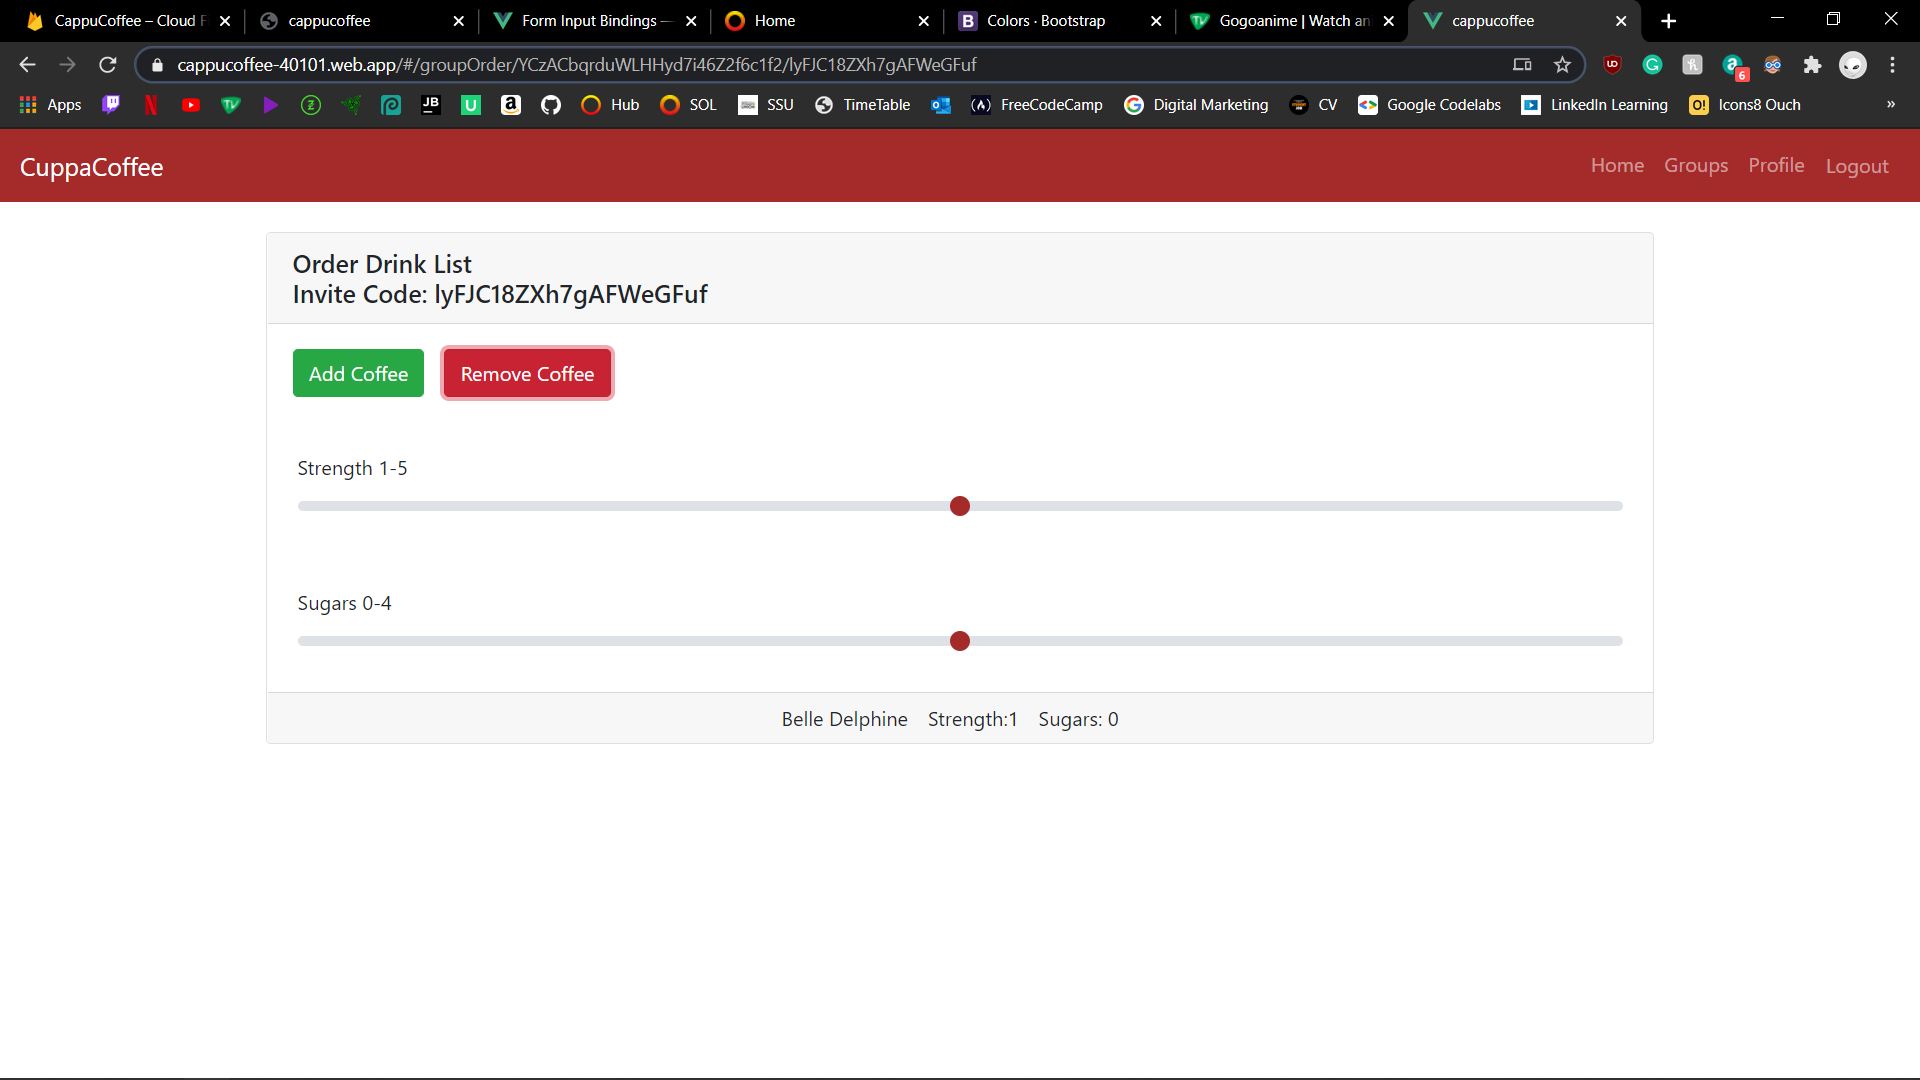 CappuCoffee – Cloud F
cappucoffee
Form Input Bindings —
Home
B Colors · Bootstrap
Gogoanime | Watch an
cappucoffee
cappucoffee-40101.web.app/#/groupOrder/YCzACbqrduWLHHyd7i46Z2f6c1f2/lyFJC18ZXh7gAFWeGFuf
6
Apps
JB
U
a
Hub
SOL
SSU
TimeTable
FreeCodeCamp
Digital Marketing
CV
Google Codelabs
LinkedIn Learning
O! Icons8 Ouch
»
CuppaCoffee
Home Groups Profile Logout
Order Drink List
Invite Code: lyFJC18ZXh7gAFWeGFuf
Add Coffee Remove Coffee
Strength 1-5
Sugars 0-4
Belle Delphine Strength:1 Sugars: 0